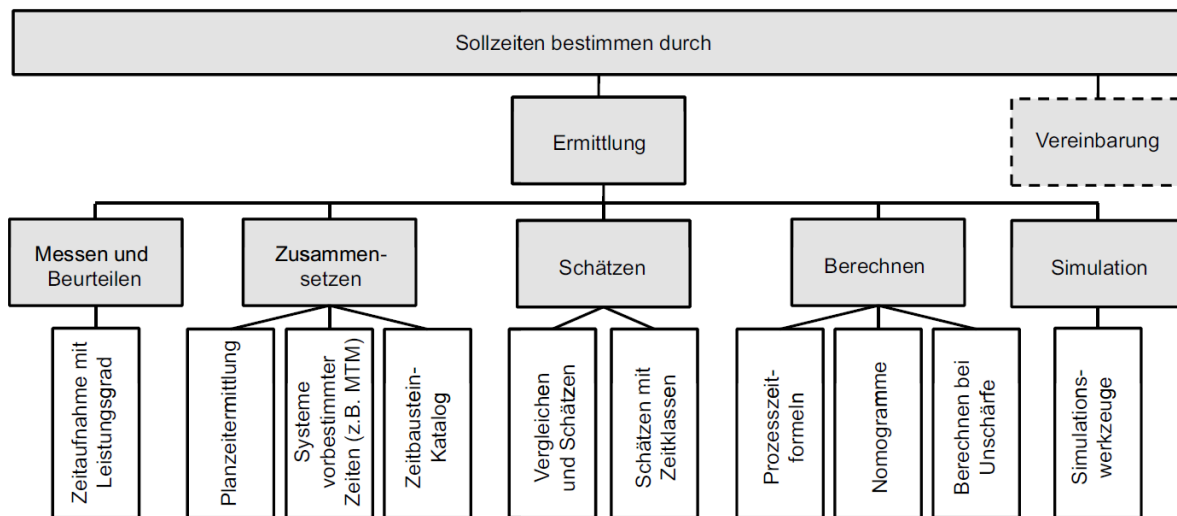 Sollzeiten bestimmen durch
Ermittlung
Vereinbarung
Messen und
Beurteilen
Zusammen-
setzen
Schätzen
Berechnen
Simulation
Zeitaufnahme mit
Leistungsgrad
Planzeitermittlung
Systeme
vorbestimmter
Zeiten (z.B. MTM)
Zeitbaustein-
Katalog
Vergleichen
und Schätzen
Schätzen mit
Zeitklassen
Prozesszeit-
formeln
Nomogramme
Berechnen bei
Unschärfe
Simulations-
werkzeuge